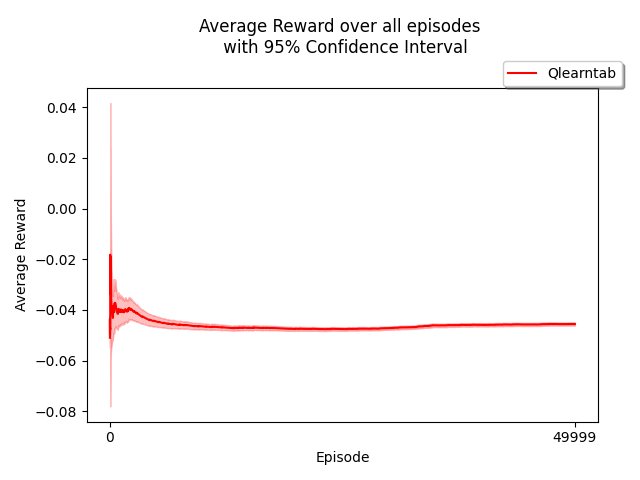 Average Reward over all episodes
with 95% Confidence Interval
Qlearntab
0.04
0.02
0.00
−0.02
−0.04
−0.06
−0.08
Average Reward
0
49999
Episode